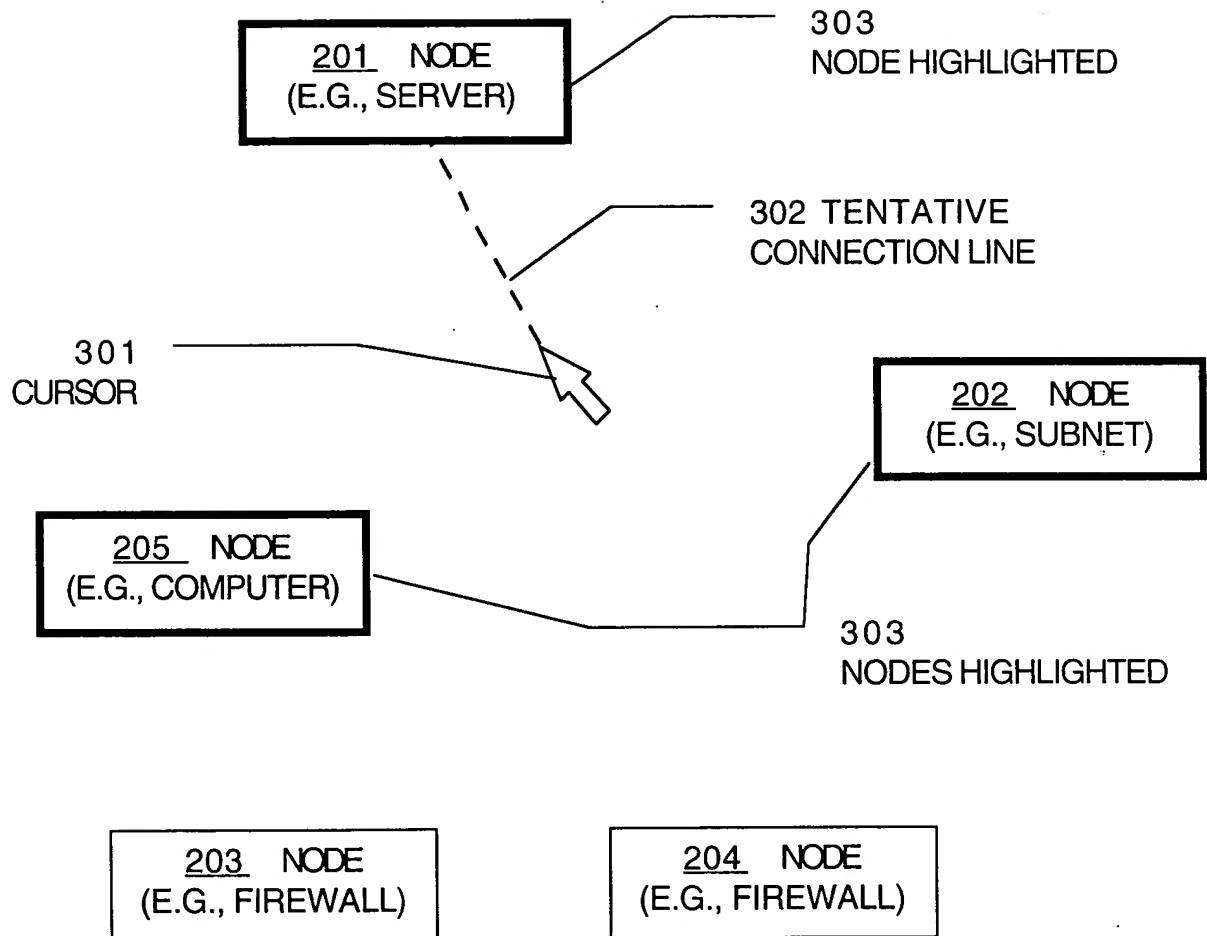 201 NODE
(E.G., SERVER)
303
NODE HIGHLIGHTED
302 TENTATIVE
CONNECTION LINE
301
CURSOR
202 NODE
(E.G., SUBNET)
205 NODE
(E.G., COMPUTER)
303
NODES HIGHLIGHTED
203 NODE
(E.G., FIREWALL)
204 NODE
(E.G., FIREWALL)